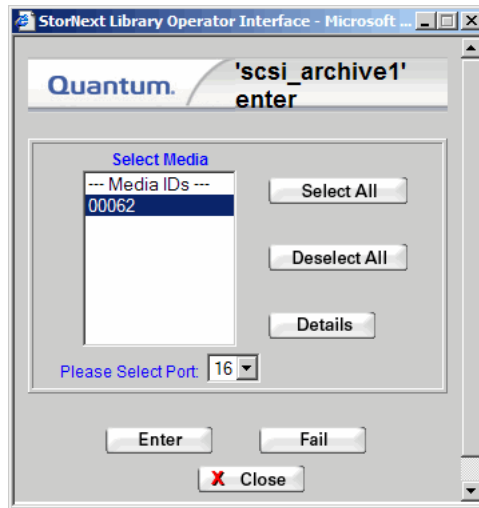 StorNext Library Operator Interface - Microsoft ...
Quantum.
'scsi_archive1'
enter
Select Media
--- Media IDs ---
00062
Select All
Deselect All
Details
Please Select Port: 16
Enter
Fail
X Close